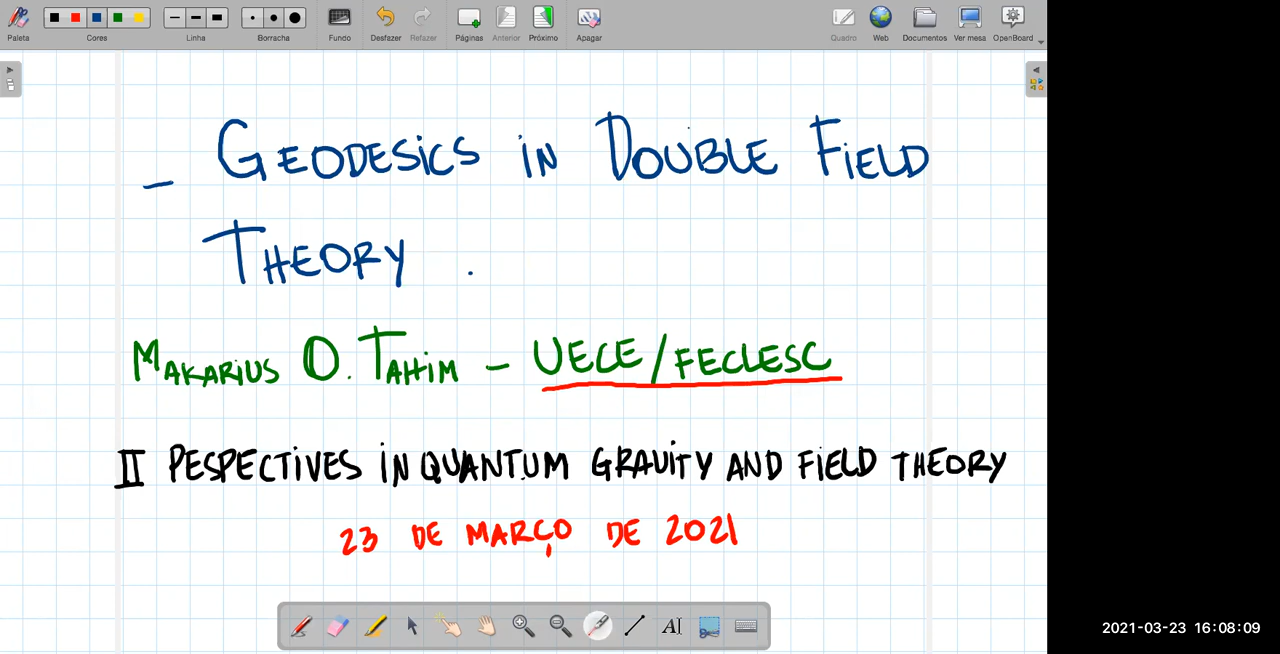 Paleta Cores Linha Borracha Fundo Desfazer Refazer Páginas Anterior Próximo Apagar Quadro Web Documentos Ver mesa OpenBoard
– GEODESICS IN DOUBLE FIELD
THEORY .
MAKARIUS O. TAHIM – UECE/FECLESC
II PESPECTIVES IN QUANTUM GRAVITY AND FIELD THEORY
23 DE MARÇO DE 2021
AI
2021-03-23 16:08:09